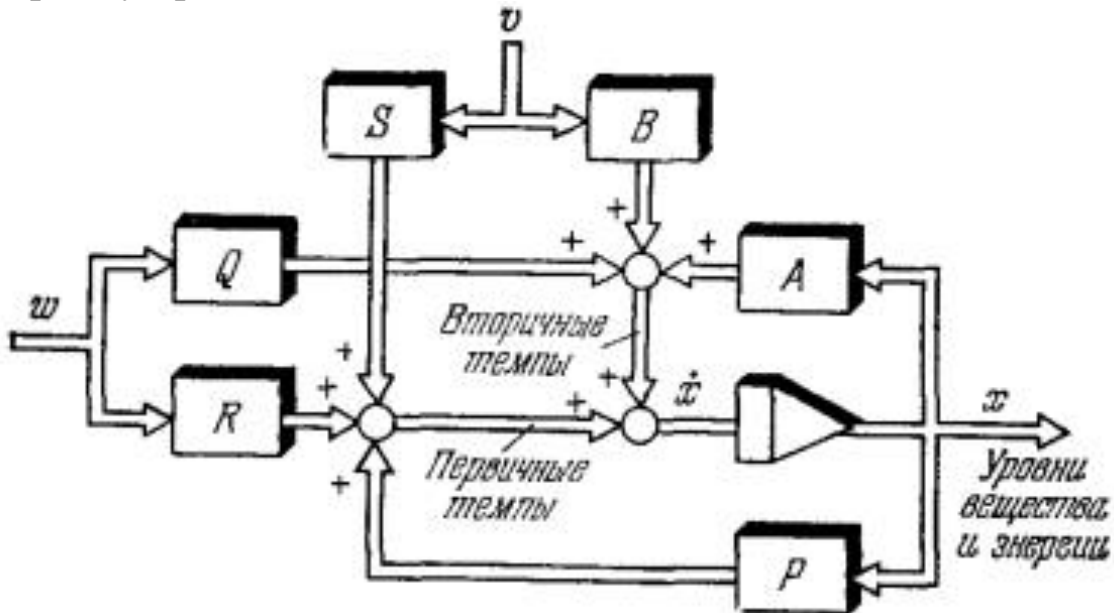 v
S
B
+
+
+
Q
A
w
Вторичные
темпы
+
+
+
+
ẋ
x
R
Первичные
темпы
+
Уровни
вещества
и энергии
P